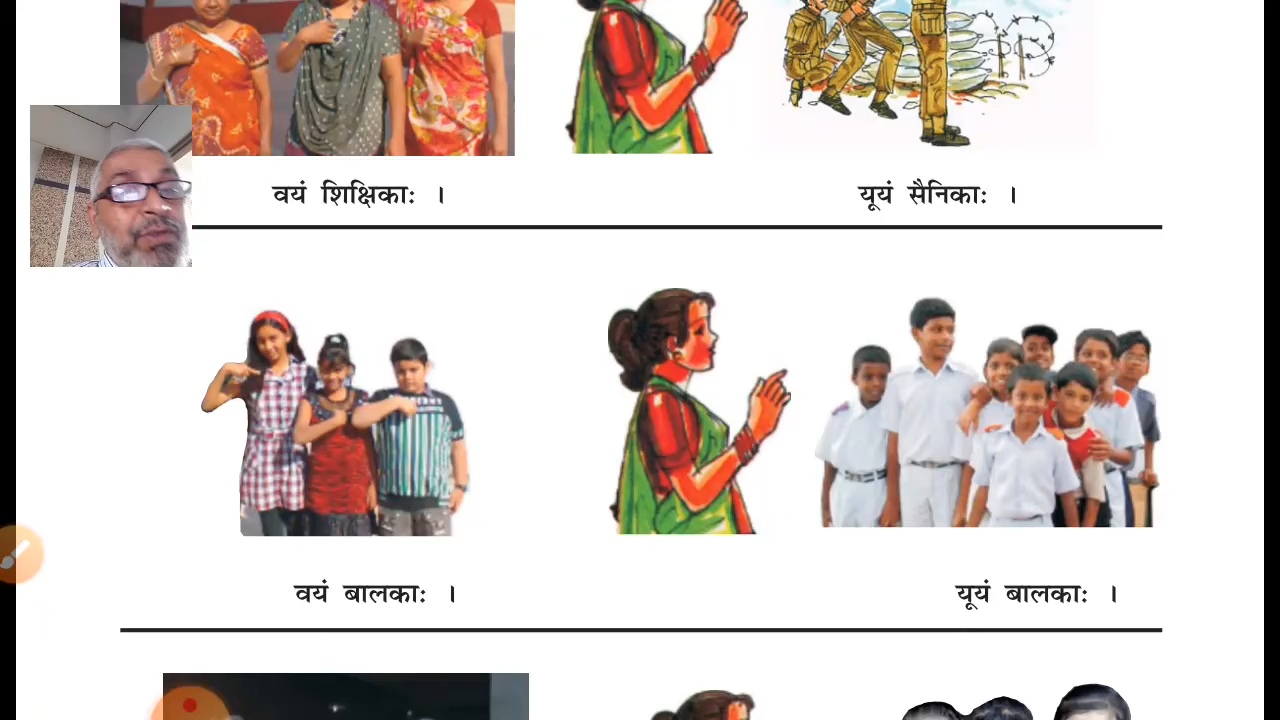 वयं शिक्षिकाः ।
यूयं सैनिकाः ।
वयं बालकाः ।
यूयं बालकाः ।